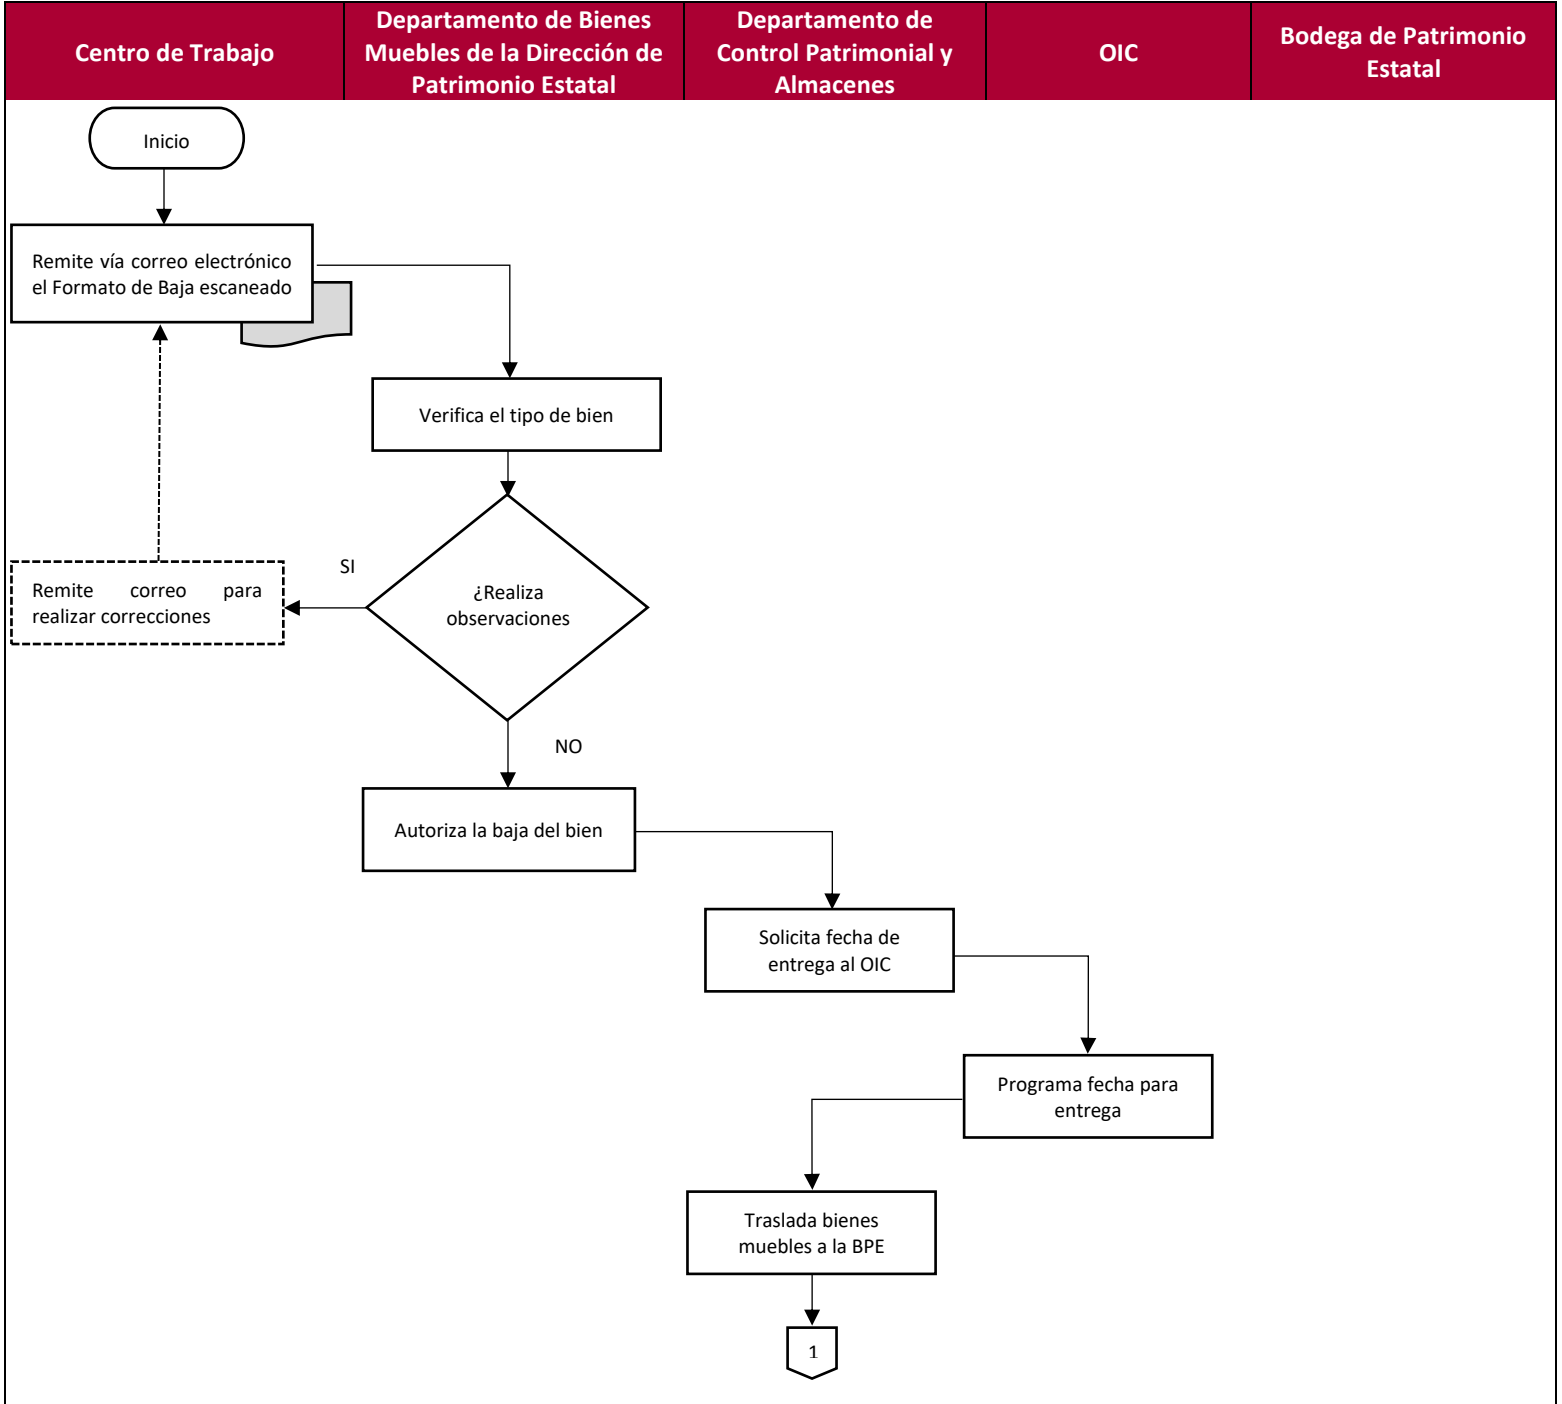 Centro de Trabajo
Departamento de Bienes
Muebles de la Dirección de
Patrimonio Estatal
Departamento de
Control Patrimonial y
Almacenes
OIC
Bodega de Patrimonio
Estatal
Inicio
Remite vía correo electrónico
el Formato de Baja escaneado
Verifica el tipo de bien
SI
¿Realiza
observaciones
Remite correo para
realizar correcciones
NO
Autoriza la baja del bien
Solicita fecha de
entrega al OIC
Programa fecha para
entrega
Traslada bienes
muebles a la BPE
1